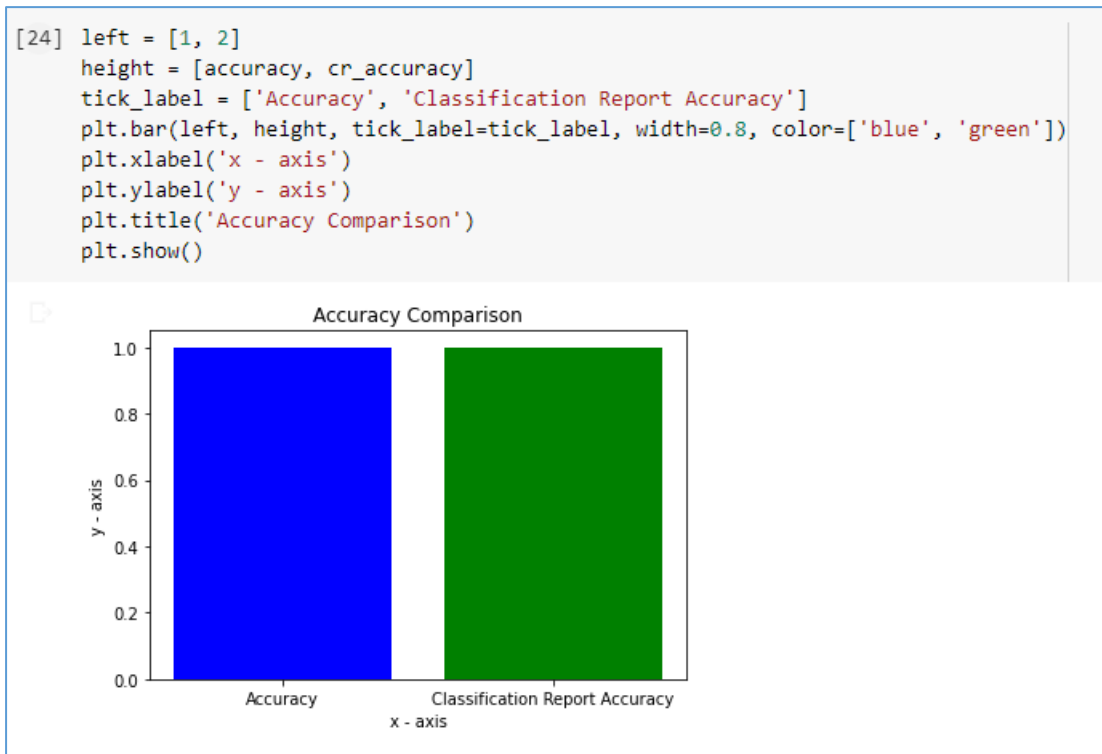 [24] left = [1, 2]
height = [accuracy, cr_accuracy]
tick_label = ['Accuracy', 'Classification Report Accuracy']
plt.bar(left, height, tick_label=tick_label, width=0.8, color=['blue', 'green'])
plt.xlabel('x - axis')
plt.ylabel('y - axis')
plt.title('Accuracy Comparison')
plt.show()
Accuracy Comparison
1.0
0.8
0.6
0.4
0.2
0.0
y - axis
Accuracy Classification Report Accuracy
x - axis